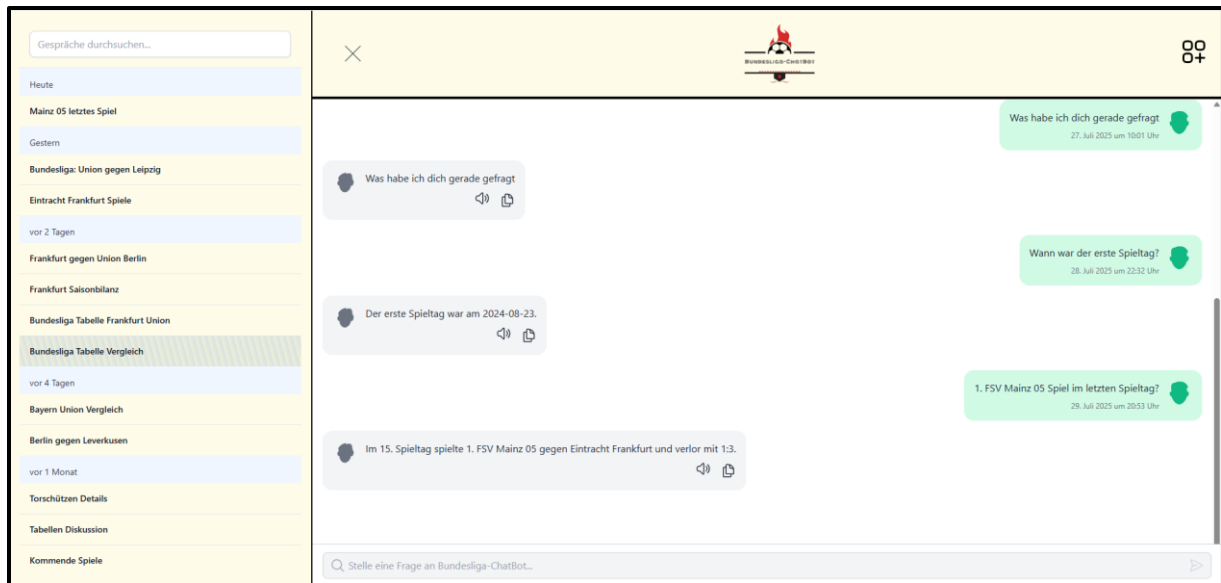 Gespräche durchsuchen...
Heute
Mainz 05 letztes Spiel
Gestern
Bundesliga: Union gegen Leipzig
Eintracht Frankfurt Spiele
vor 2 Tagen
Frankfurt gegen Union Berlin
Frankfurt Saisonbilanz
Bundesliga Tabelle Frankfurt Union
Bundesliga Tabelle Vergleich
vor 4 Tagen
Bayern Union Vergleich
Berlin gegen Leverkusen
vor 1 Monat
Torschützen Details
Tabellen Diskussion
Kommende Spiele
Bundesliga-ChatBot
Was habe ich dich gerade gefragt
27. Juli 2025 um 10:01 Uhr
Was habe ich dich gerade gefragt
Wann war der erste Spieltag?
28. Juli 2025 um 22:32 Uhr
Der erste Spieltag war am 2024-08-23.
1. FSV Mainz 05 Spiel im letzten Spieltag?
29. Juli 2025 um 20:53 Uhr
Im 15. Spieltag spielte 1. FSV Mainz 05 gegen Eintracht Frankfurt und verlor mit 1:3.
Stelle eine Frage an Bundesliga-ChatBot...